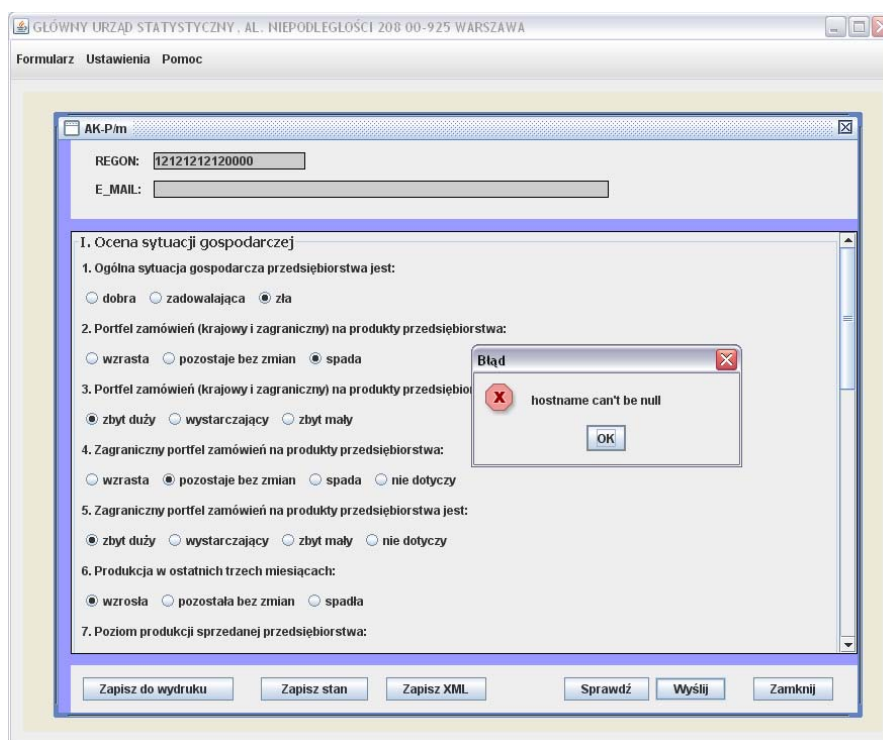 GŁÓWNY URZĄD STATYSTYCZNY , AL. NIEPODLEGŁOŚCI 208 00-925 WARSZAWA
Formularz Ustawienia Pomoc
AK-P/m
REGON: 12121212120000
E_MAIL:
I. Ocena sytuacji gospodarczej
1. Ogólna sytuacja gospodarcza przedsiębiorstwa jest:
dobra zadowalająca zła
2. Portfel zamówień (krajowy i zagraniczny) na produkty przedsiębiorstwa:
wzrasta pozostaje bez zmian spada
3. Portfel zamówień (krajowy i zagraniczny) na produkty przedsiębior
zbyt duży wystarczający zbyt mały
4. Zagraniczny portfel zamówień na produkty przedsiębiorstwa:
wzrasta pozostaje bez zmian spada nie dotyczy
5. Zagraniczny portfel zamówień na produkty przedsiębiorstwa jest:
zbyt duży wystarczający zbyt mały nie dotyczy
6. Produkcja w ostatnich trzech miesiącach:
wzrosła pozostała bez zmian spadła
7. Poziom produkcji sprzedanej przedsiębiorstwa:
Błąd
hostname can't be null
OK
Zapisz do wydruku Zapisz stan Zapisz XML Sprawdź Wyślij Zamknij